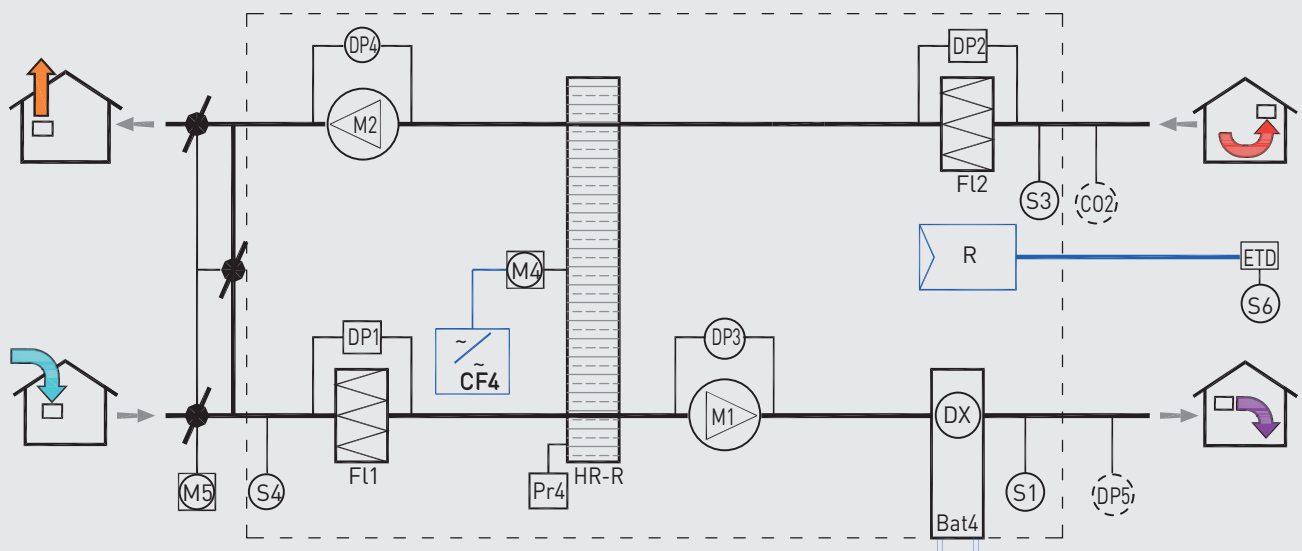 DP4
DP2
M2
Fl2
S3
CO2
R
ETD
M4
S6
DP1
~
~
CF4
DP3
M1
DX
Fl1
HR-R
M5
S4
Pr4
S1
DP5
Bat4